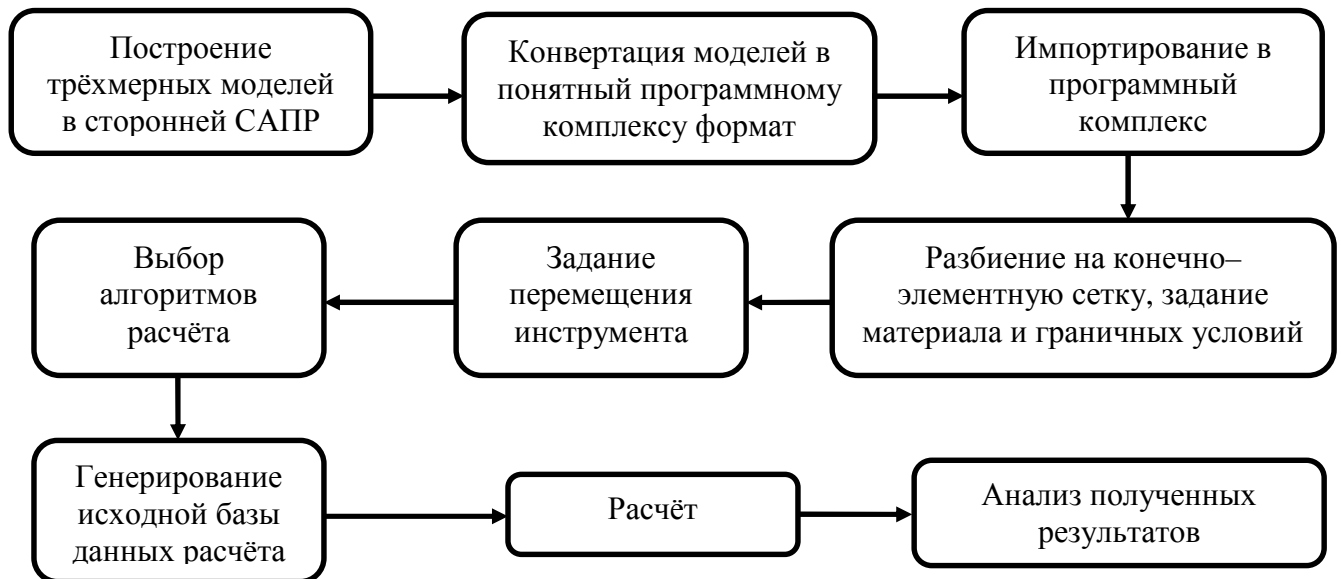 Построение
трёхмерных моделей
в сторонней САПР
Конвертация моделей в
понятный программному
комплексу формат
Импортирование в
программный
комплекс
Разбиение на конечно–
элементную сетку, задание
материала и граничных условий
Задание
перемещения
инструмента
Выбор
алгоритмов
расчёта
Генерирование
исходной базы
данных расчёта
Расчёт
Анализ полученных
результатов